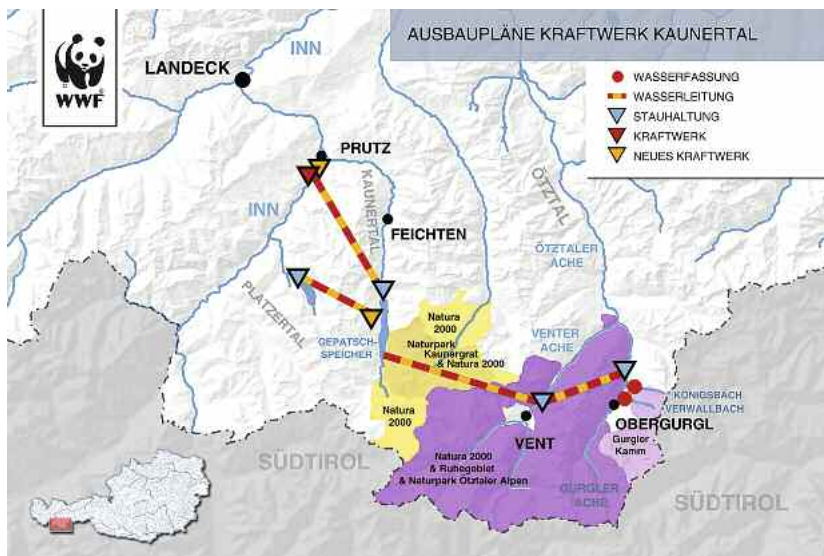 WWF
AUSBAUPLÄNE KRAFTWERK KAUNERTAL
WASSERFASSUNG
WASSERLEITUNG
STAUHALTUNG
KRAFTWERK
NEUES KRAFTWERK
INN
LANDECK
PRUTZ
KAUNERTAL
INN
FEICHTEN
ÖTZTAL
ÖTZTALER
ACHE
PLATZERTAL
GEPATSCH-
SPEICHER
Natura
2000
Naturpark
Kaunergrat
& Natura 2000
Natura
2000
VENTER
ACHE
KÖNIGSBACH
VERWALLBACH
OBERGURGL
Gurgler
Kamm
VENT
Natura 2000
& Ruhegebiet
& Naturpark Ötztaler Alpen
GURGLER
ACHE
SÜDTIROL
SÜDTIROL